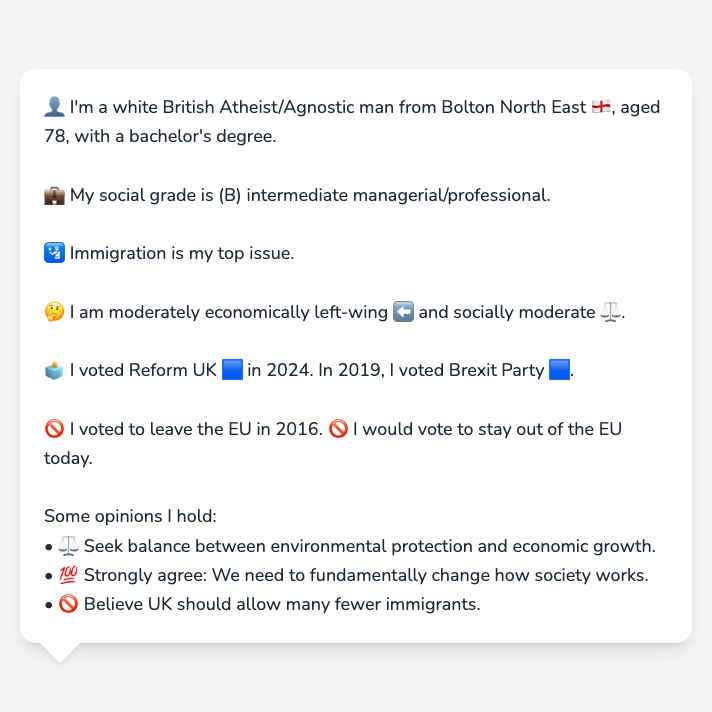 👤 I'm a white British Atheist/Agnostic man from Bolton North East 🏴󠁧󠁢󠁥󠁮󠁧󠁿, aged
78, with a bachelor's degree.
💼 My social grade is (B) intermediate managerial/professional.
🛂 Immigration is my top issue.
🤔 I am moderately economically left-wing ⬅️ and socially moderate ⚖️.
🗳️ I voted Reform UK 🟦 in 2024. In 2019, I voted Brexit Party 🟦.
🚫 I voted to leave the EU in 2016. 🚫 I would vote to stay out of the EU
today.
Some opinions I hold:
• ⚖️ Seek balance between environmental protection and economic growth.
• 💯 Strongly agree: We need to fundamentally change how society works.
• 🚫 Believe UK should allow many fewer immigrants.